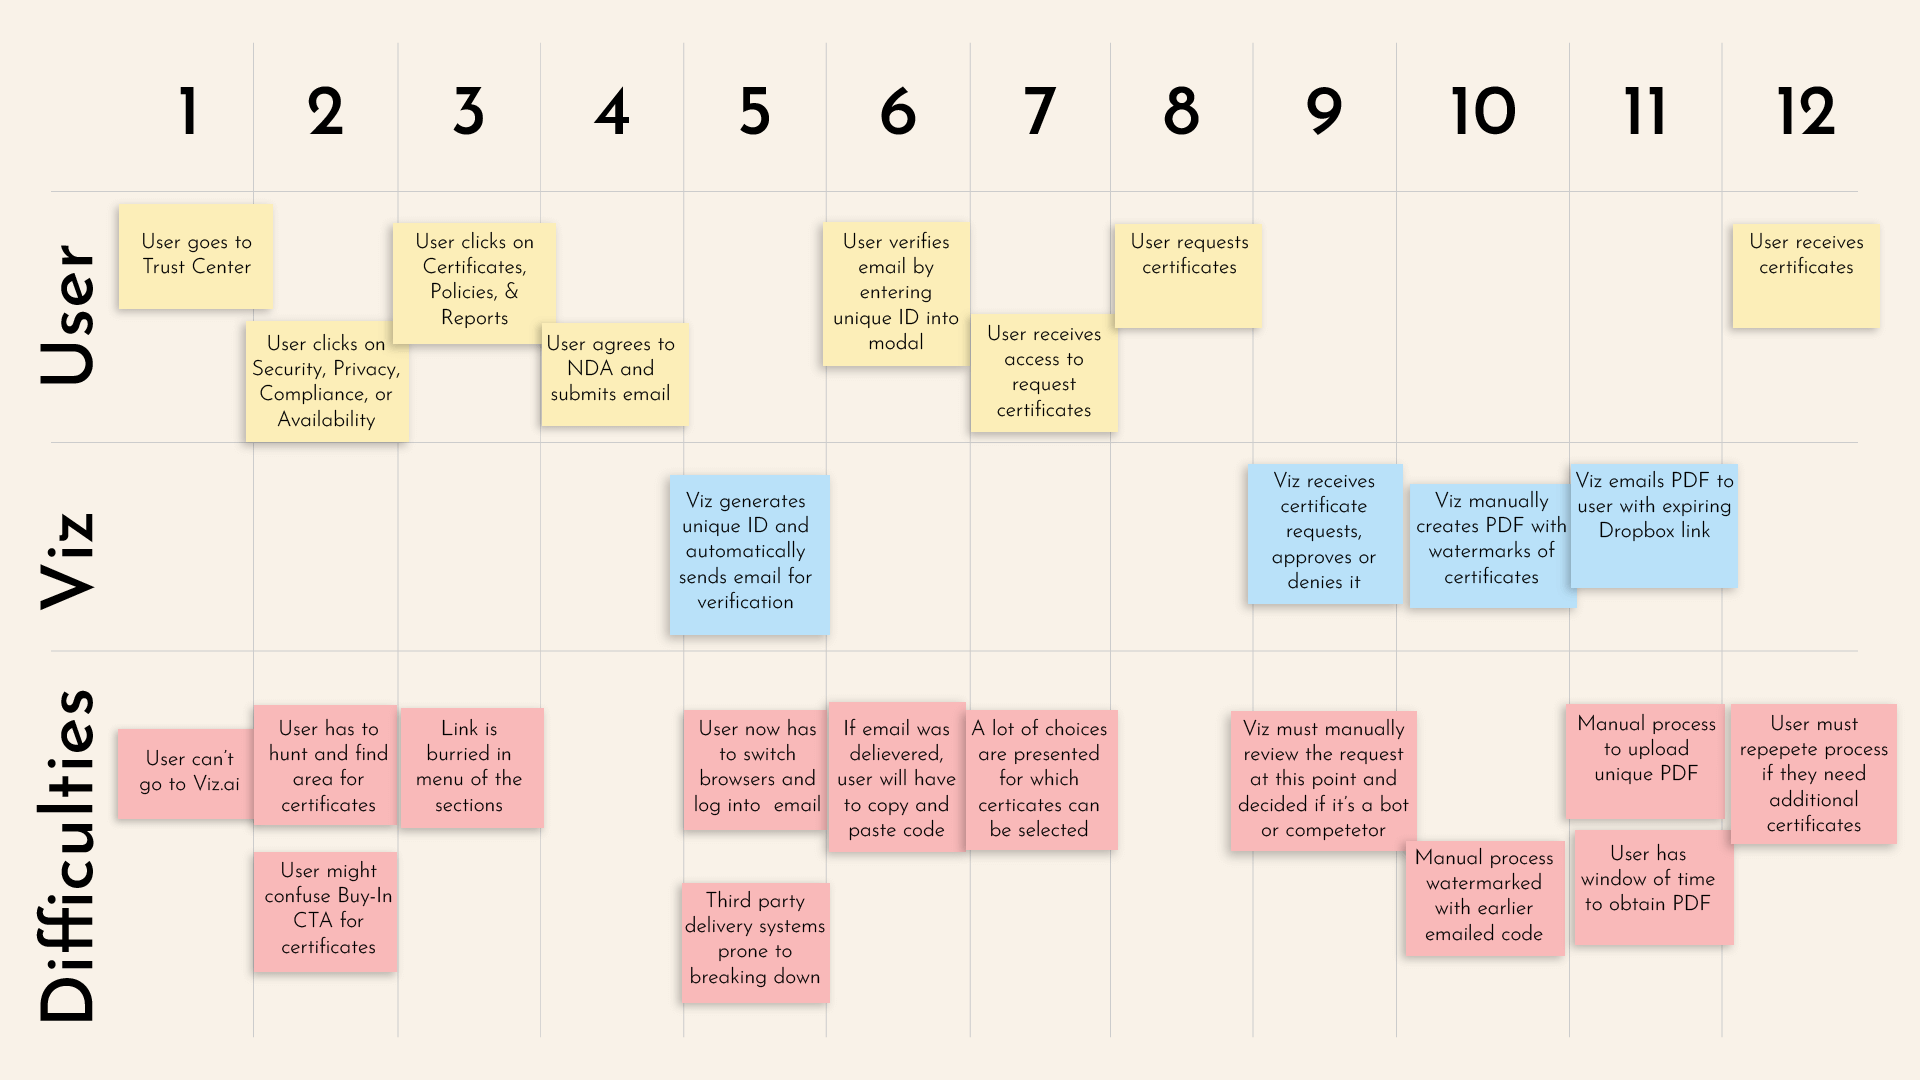 1
2
3
4
5
6
7
8
9
10
11
12
User
User goes to
Trust Center
User clicks on
Security, Privacy,
Compliance, or
Availability
User clicks on
Certificates,
Policies, &
Reports
User agrees to
NDA and
submits email
User verifies
email by
entering
unique ID into
modal
User receives
access to
request
certificates
User requests
certificates
User receives
certificates
Viz
Viz generates
unique ID and
automatically
sends email for
verification
Viz receives
certificate
requests,
approves or
denies it
Viz manually
creates PDF with
watermarks of
certificates
Viz emails PDF to
user with expiring
Dropbox link
Difficulties
User can't
go to Viz.ai
User has to
hunt and find
area for
certificates
User might
confuse Buy-In
CTA for
certificates
Link is
burried in
menu of the
sections
User now has
to switch
browsers and
log into email
Third party
delivery systems
prone to
breaking down
If email was
delievered,
user will have
to copy and
paste code
A lot of choices
are presented
for which
certicates can
be selected
Viz must manually
review the request
at this point and
decided if it's a bot
or competetor
Manual process
watermarked
with earlier
emailed code
Manual process
to upload
unique PDF
User has
window of time
to obtain PDF
User must
repepete process
if they need
additional
certificates